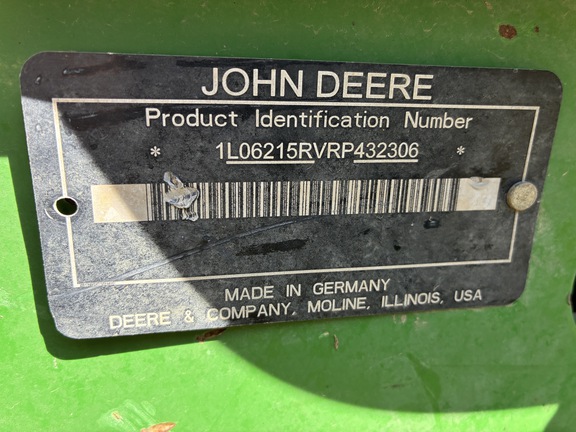 JOHN DEERE
Product Identification Number
* 1L06215RVRP432306 *
MADE IN GERMANY
DEERE & COMPANY, MOLINE, ILLINOIS, USA